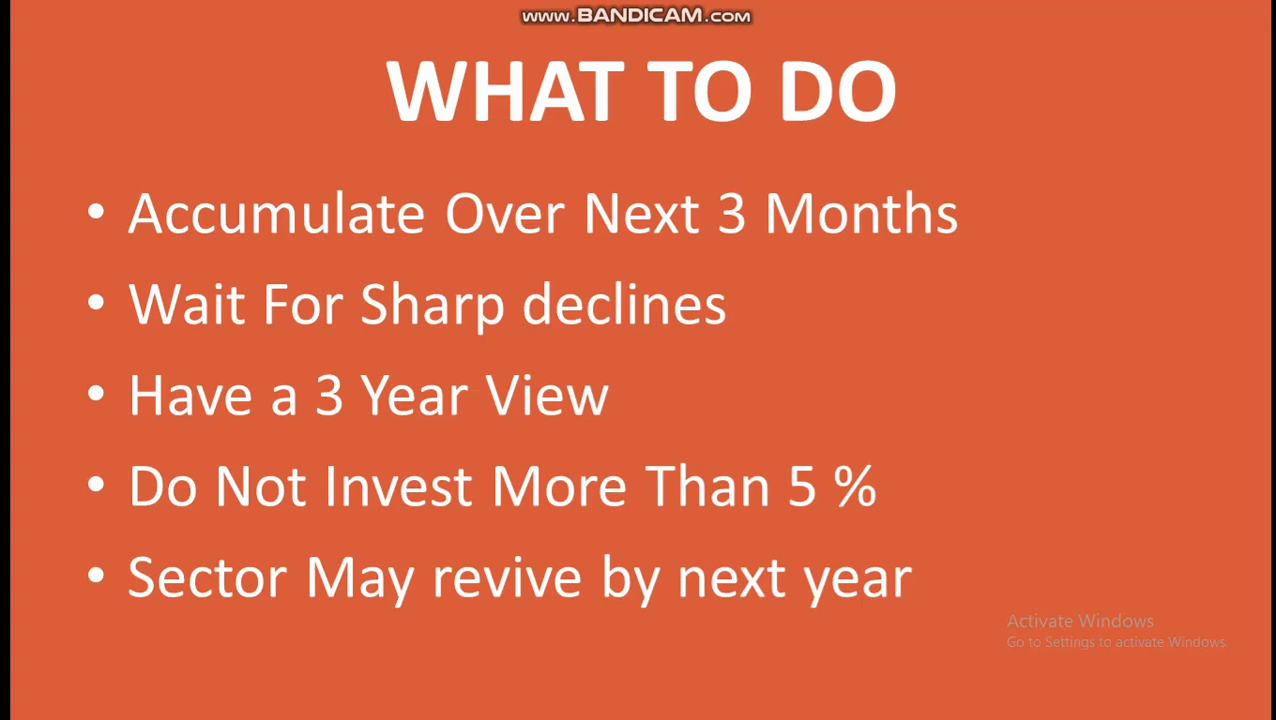 www.BANDICAM.com
WHAT TO DO
• Accumulate Over Next 3 Months
• Wait For Sharp declines
• Have a 3 Year View
• Do Not Invest More Than 5 %
• Sector May revive by next year
Activate Windows
Go to Settings to activate Windows.